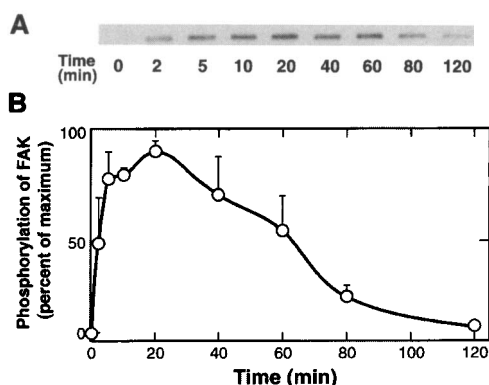 A
Time (min) 0 2 5 10 20 40 60 80 120
B
Phosphorylation of FAK
(percent of maximum)
100
50
0
0 20 40 60 80 100 120
Time (min)